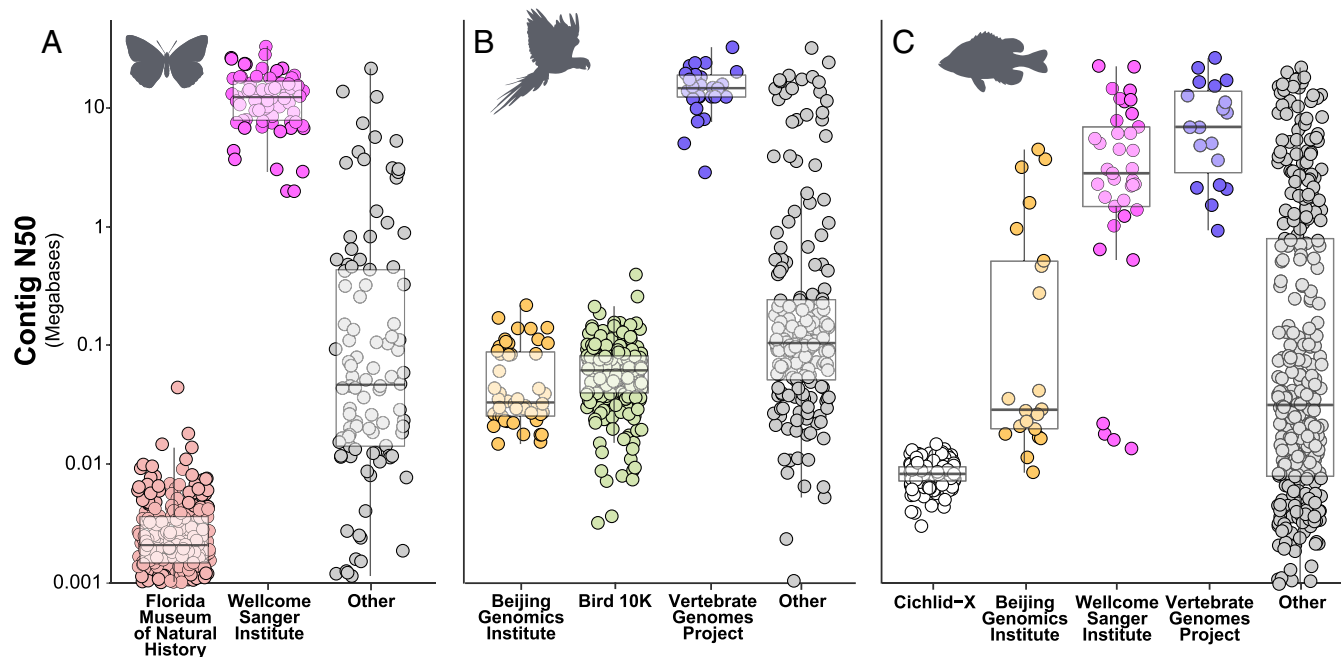 A
B
C
Contig N50
(Megabases)
10
1
0.1
0.01
0.001
Florida
Museum
of Natural
History
Wellcome
Sanger
Institute
Other
Beijing
Genomics
Institute
Bird 10K
Vertebrate
Genomes
Project
Other
Cichlid−X
Beijing
Genomics
Institute
Wellcome
Sanger
Institute
Vertebrate
Genomes
Project
Other